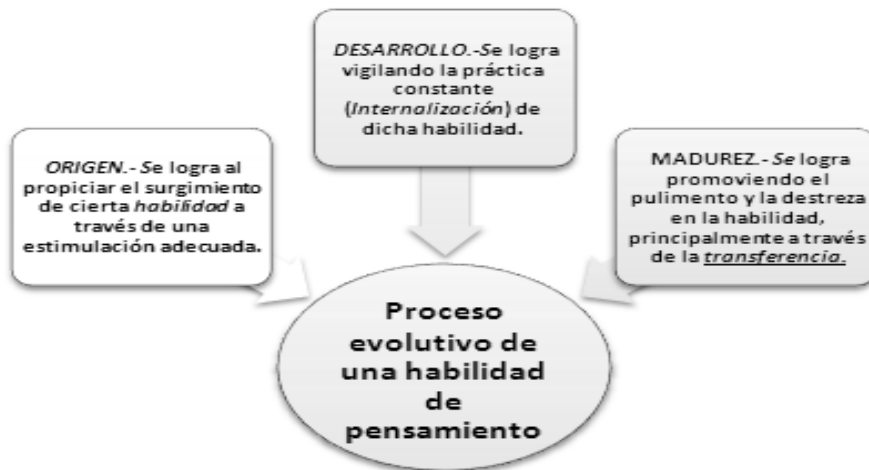 DESARROLLO.-Se logra
vigilando la práctica
constante
(Internalización) de
dicha habilidad.
ORIGEN.- Se logra al
propiciar el surgimiento
de cierta habilidad a
través de una
estimulación adecuada.
MADUREZ.- Se logra
promoviendo el
pulimento y la destreza
en la habilidad,
principalmente a través
de la transferencia.
Proceso
evolutivo de
una habilidad
de
pensamiento